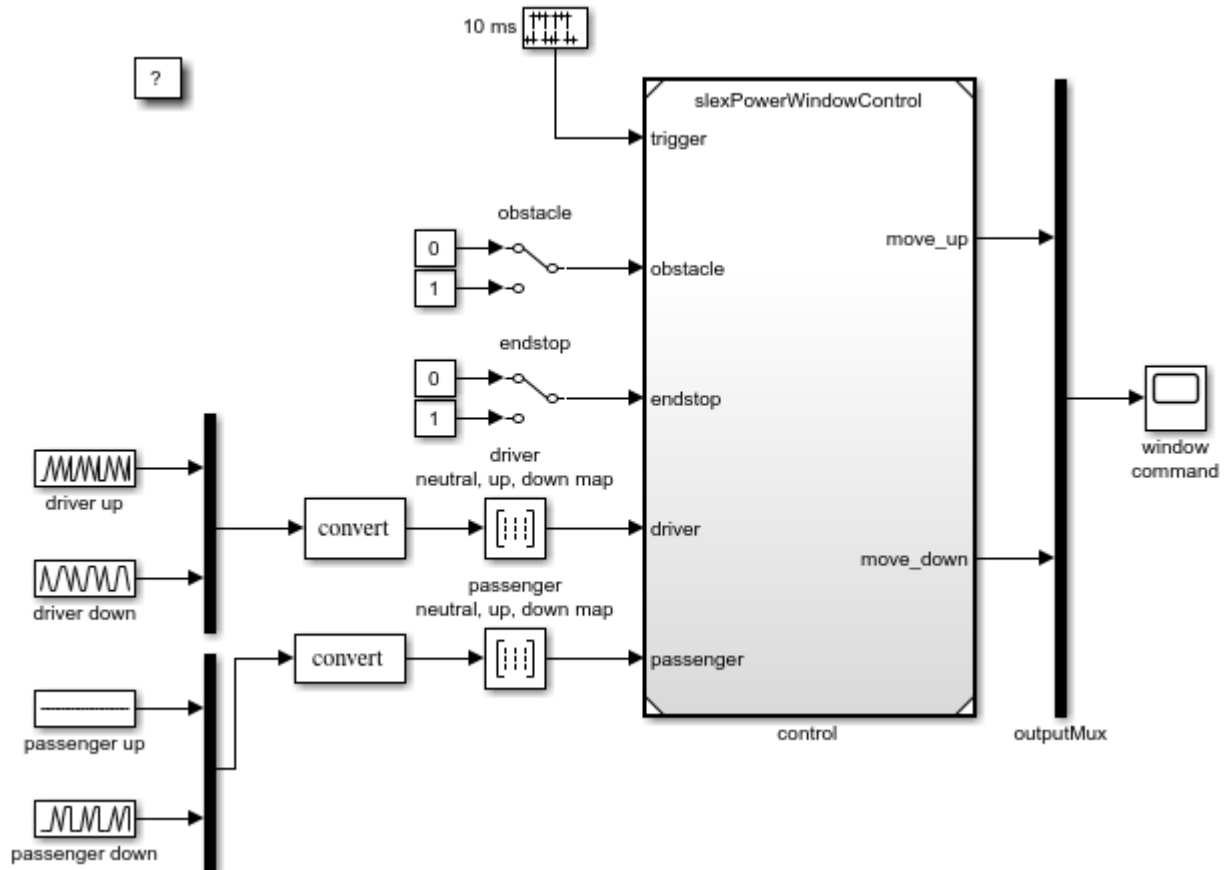 10 ms
?
slexPowerWindowControl
trigger
obstacle
0
1
obstacle
move_up
endstop
0
1
endstop
window
command
driver
neutral, up, down map
driver up
convert
driver
move_down
driver down
passenger
neutral, up, down map
convert
passenger
passenger up
control
outputMux
passenger down